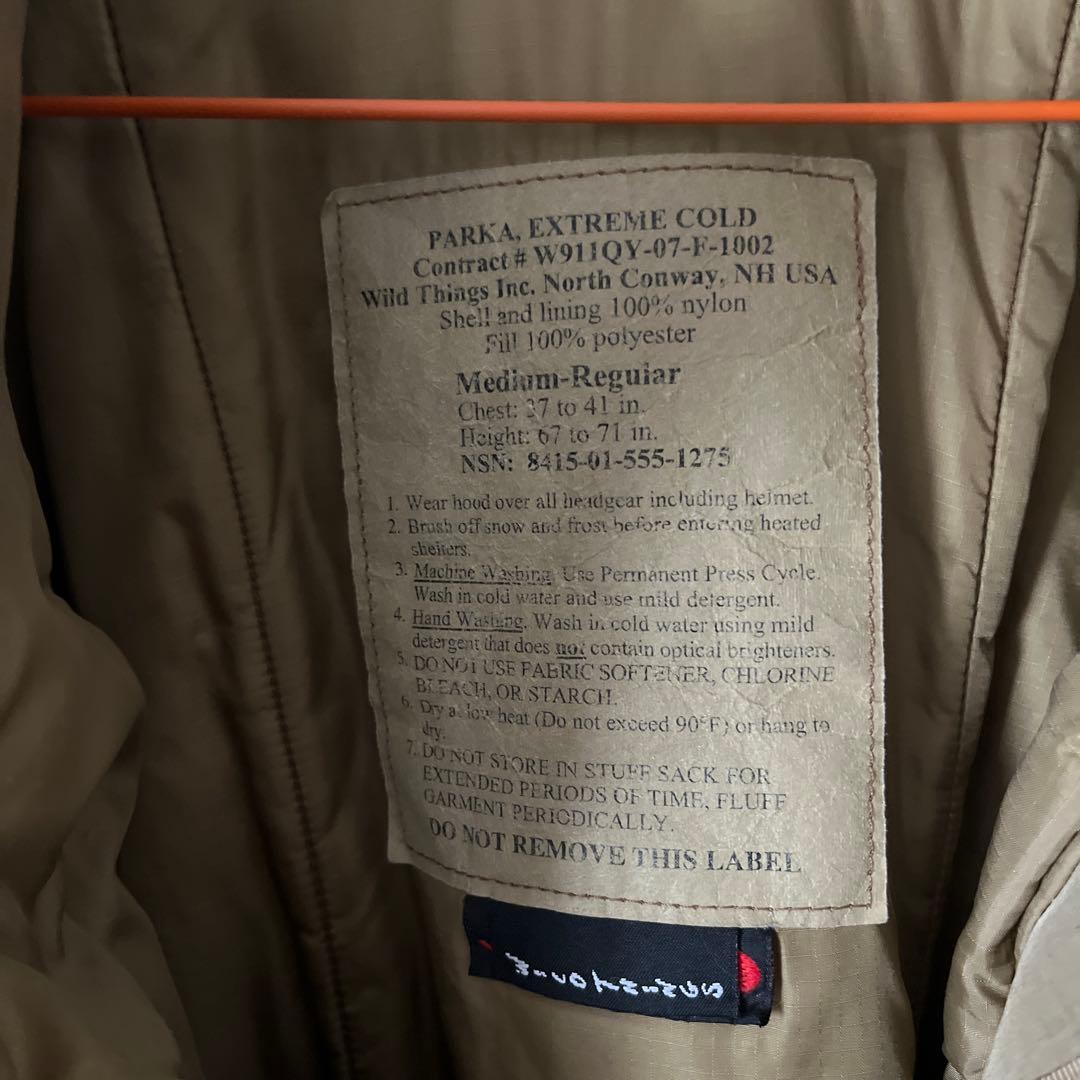 PARKA, EXTREME COLD
Contract # W911QY-07-F-1002
Wild Things Inc. North Conway, NH USA
Shell and lining 100% nylon
Fill 100% polyester
Medium-Regular
Chest: 37 to 41 in.
Height: 67 to 71 in.
NSN: 8415-01-555-1275
1. Wear hood over all headgear including helmet.
2. Brush off snow and frost before entering heated
shelters.
3. Machine Washing. Use Permanent Press Cycle.
Wash in cold water and use mild detergent.
4. Hand Washing. Wash in cold water using mild
detergent that does not contain optical brighteners.
5. DO NOT USE FABRIC SOFTENER, CHLORINE
BLEACH, OR STARCH.
6. Dry at low heat (Do not exceed 90°F) or hang to
dry.
7. DO NOT STORE IN STUFF SACK FOR
EXTENDED PERIODS OF TIME, FLUFF
GARMENT PERIODICALLY.
DO NOT REMOVE THIS LABEL